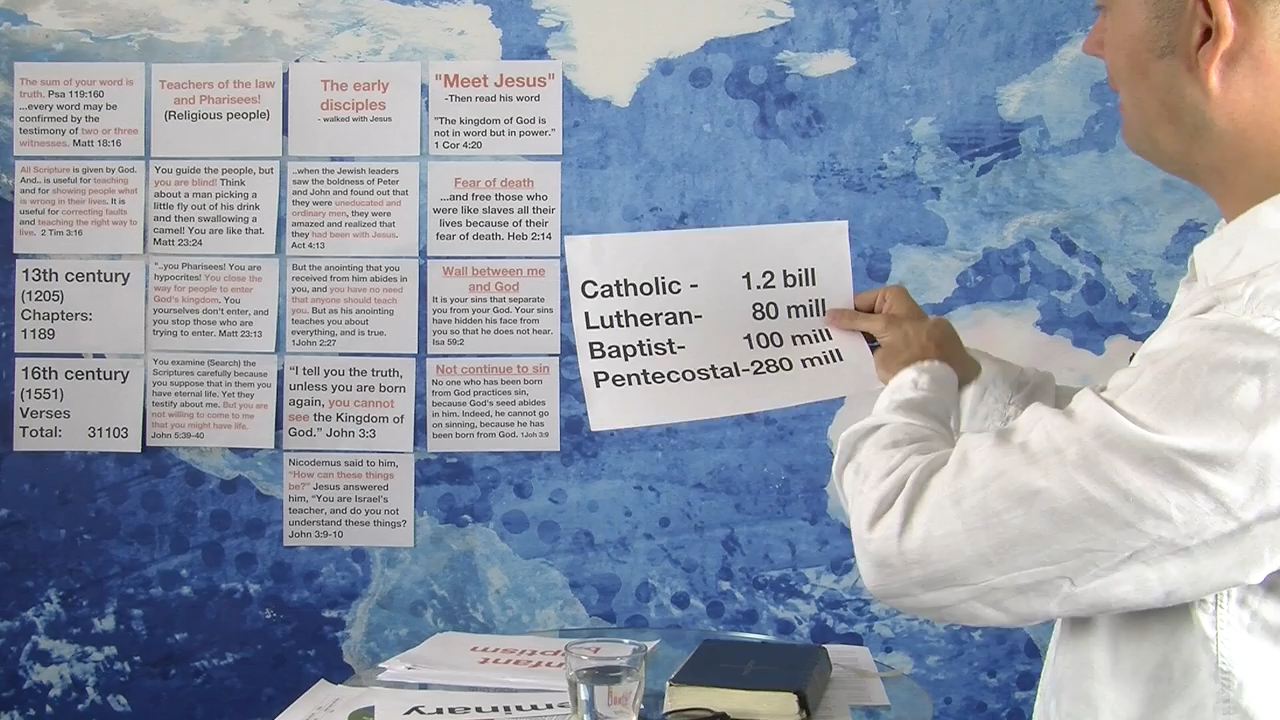 The sum of your word is
truth. Psa 119:160
...every word may be
confirmed by the
testimony of two or three
witnesses. Matt 18:16
All Scripture is given by God.
And.. is useful for teaching
and for showing people what
is wrong in their lives. It is
useful for correcting faults
and teaching the right way to
live. 2 Tim 3:16
13th century
(1205)
Chapters:
1189
16th century
(1551)
Verses
Total: 31103
Teachers of the law
and Pharisees!
(Religious people)
You guide the people, but
you are blind! Think
about a man picking a
little fly out of his drink
and then swallowing a
camel! You are like that.
Matt 23:24
"..you Pharisees! You are
hypocrites! You close the
way for people to enter
God's kingdom. You
yourselves don't enter, and
you stop those who are
trying to enter. Matt 23:13
You examine (Search) the
Scriptures carefully because
you suppose that in them you
have eternal life. Yet they
testify about me. But you are
not willing to come to me
that you might have life.
John 5:39-40
The early
disciples
- walked with Jesus
..when the Jewish leaders
saw the boldness of Peter
and John and found out that
they were uneducated and
ordinary men, they were
amazed and realized that
they had been with Jesus.
Act 4:13
But the anointing that you
received from him abides in
you, and you have no need
that anyone should teach
you. But as his anointing
teaches you about
everything, and is true.
1John 2:27
“I tell you the truth,
unless you are born
again, you cannot
see the Kingdom of
God.” John 3:3
Nicodemus said to him,
“How can these things
be?” Jesus answered
him, “You are Israel's
teacher, and do you not
understand these things?
John 3:9-10
"Meet Jesus"
-Then read his word
"The kingdom of God is
not in word but in power."
1 Cor 4:20
Fear of death
...and free those who
were like slaves all their
lives because of their
fear of death. Heb 2:14
Wall between me
and God
It is your sins that separate
you from your God. Your sins
have hidden his face from
you so that he does not hear.
Isa 59:2
Not continue to sin
No one who has been born
from God practices sin,
because God's seed abides
in him. Indeed, he cannot go
on sinning, because he has
been born from God. 1Joh 3:9
Catholic - 1.2 bill
Lutheran- 80 mill
Baptist- 100 mill
Pentecostal-280 mill
nfant
aptism
minary